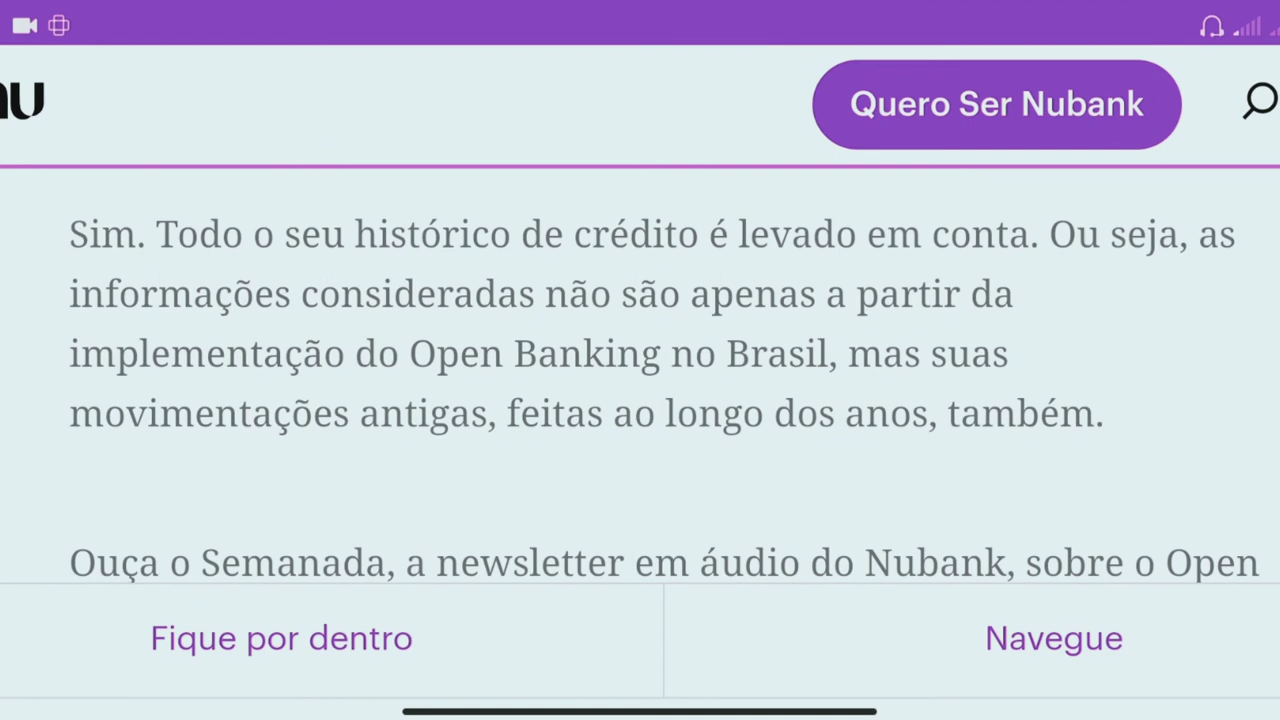 nu
Quero Ser Nubank
Sim. Todo o seu histórico de crédito é levado em conta. Ou seja, as
informações consideradas não são apenas a partir da
implementação do Open Banking no Brasil, mas suas
movimentações antigas, feitas ao longo dos anos, também.
Ouça o Semanada, a newsletter em áudio do Nubank, sobre o Open
Fique por dentro
Navegue